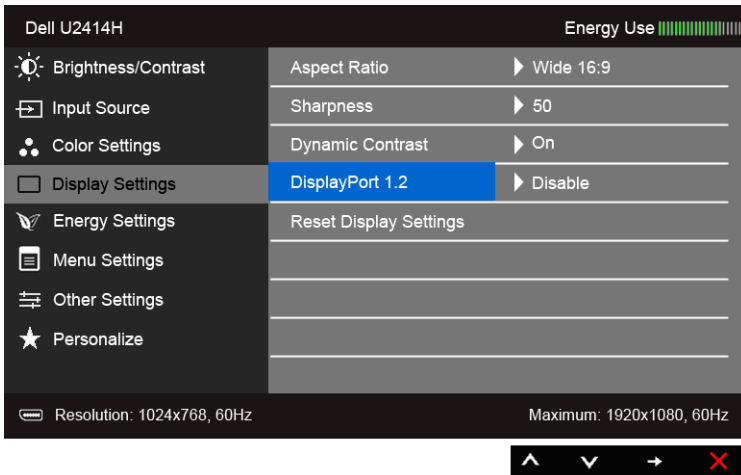 Dell U2414H
Energy Use
Brightness/Contrast
Aspect Ratio
Wide 16:9
Input Source
Sharpness
50
Color Settings
Dynamic Contrast
On
Display Settings
DisplayPort 1.2
Disable
Energy Settings
Reset Display Settings
Menu Settings
Other Settings
Personalize
Resolution: 1024x768, 60Hz
Maximum: 1920x1080, 60Hz